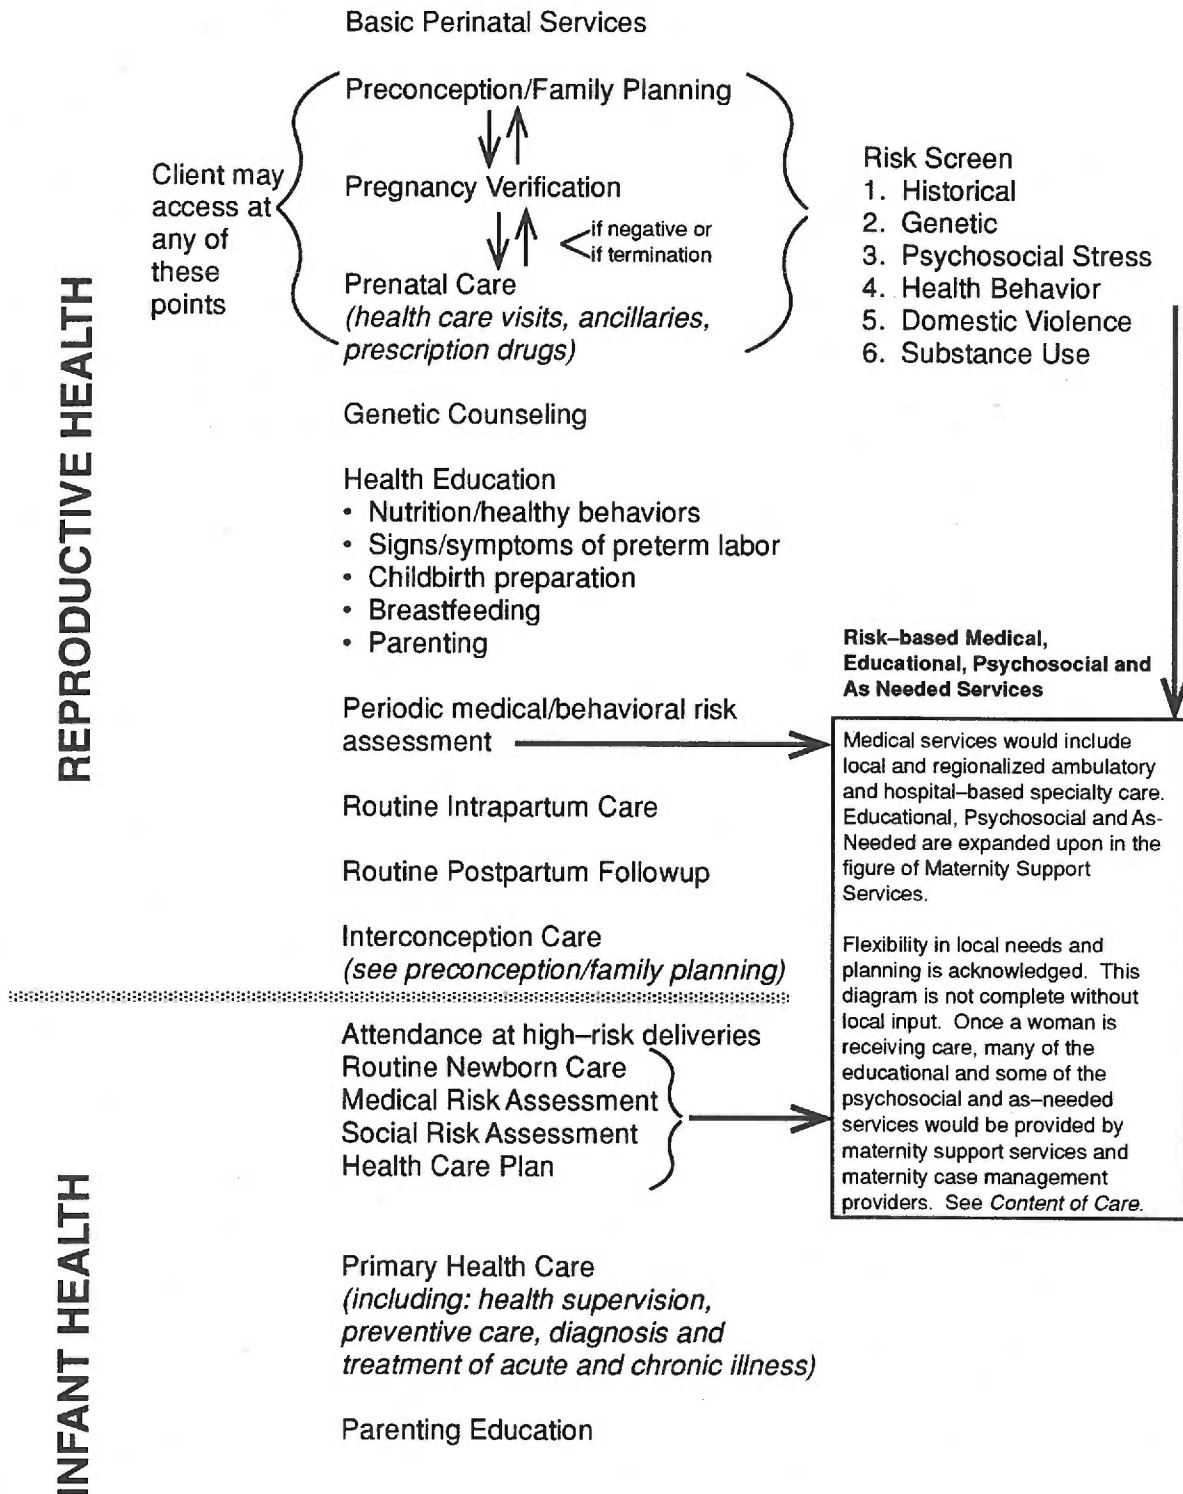 Basic Perinatal Services
REPRODUCTIVE HEALTH
Client may
access at
any of
these
points
Preconception/Family Planning
Pregnancy Verification
if negative or
if termination
Prenatal Care
(health care visits, ancillaries,
prescription drugs)
Risk Screen
1. Historical
2. Genetic
3. Psychosocial Stress
4. Health Behavior
5. Domestic Violence
6. Substance Use
Genetic Counseling
Health Education
• Nutrition/healthy behaviors
• Signs/symptoms of preterm labor
• Childbirth preparation
• Breastfeeding
• Parenting
Periodic medical/behavioral risk
assessment
Routine Intrapartum Care
Routine Postpartum Followup
Interconception Care
(see preconception/family planning)
Risk–based Medical,
Educational, Psychosocial and
As Needed Services
Medical services would include
local and regionalized ambulatory
and hospital–based specialty care.
Educational, Psychosocial and As-
Needed are expanded upon in the
figure of Maternity Support
Services.
Flexibility in local needs and
planning is acknowledged. This
diagram is not complete without
local input. Once a woman is
receiving care, many of the
educational and some of the
psychosocial and as–needed
services would be provided by
maternity support services and
maternity case management
providers. See Content of Care.
INFANT HEALTH
Attendance at high–risk deliveries
Routine Newborn Care
Medical Risk Assessment
Social Risk Assessment
Health Care Plan
Primary Health Care
(including: health supervision,
preventive care, diagnosis and
treatment of acute and chronic illness)
Parenting Education